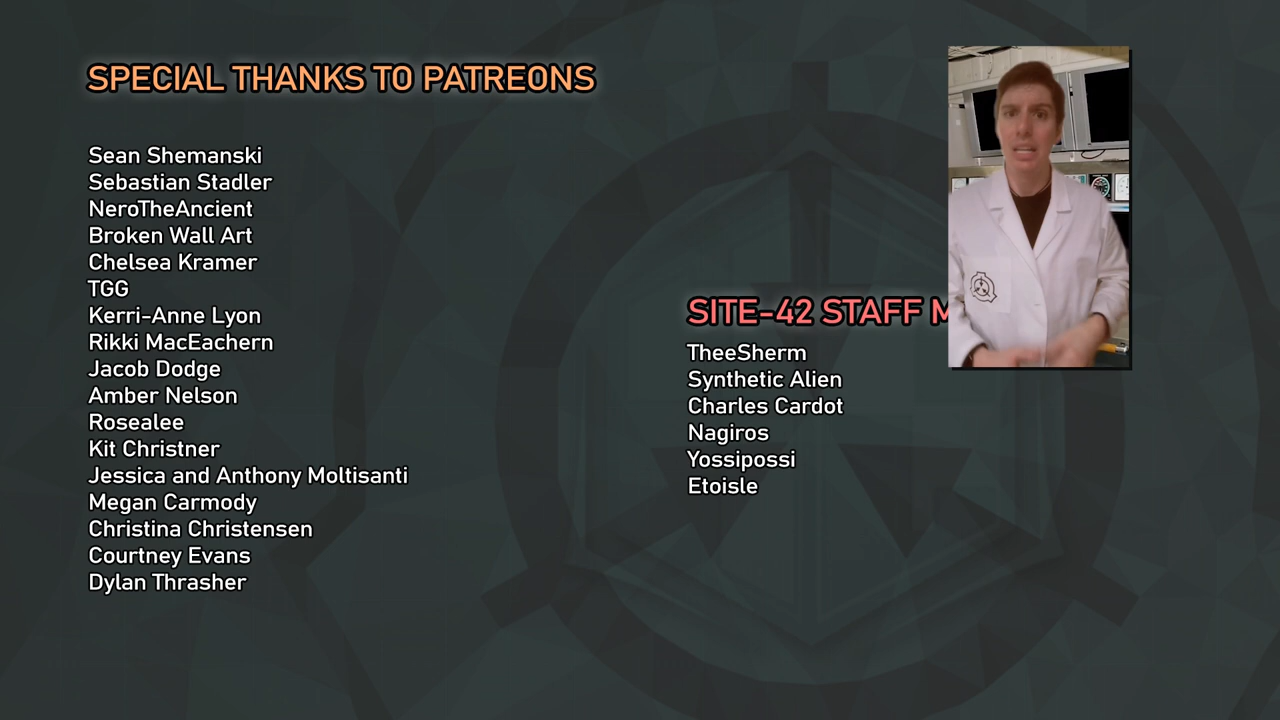 SPECIAL THANKS TO PATREONS
Sean Shemanski
Sebastian Stadler
NeroTheAncient
Broken Wall Art
Chelsea Kramer
TGG
Kerri-Anne Lyon
Rikki MacEachern
Jacob Dodge
Amber Nelson
Rosealee
Kit Christner
Jessica and Anthony Moltisanti
Megan Carmody
Christina Christensen
Courtney Evans
Dylan Thrasher
SITE-42 STAFF M
TheeSherm
Synthetic Alien
Charles Cardot
Nagiros
Yossipossi
Etoisle